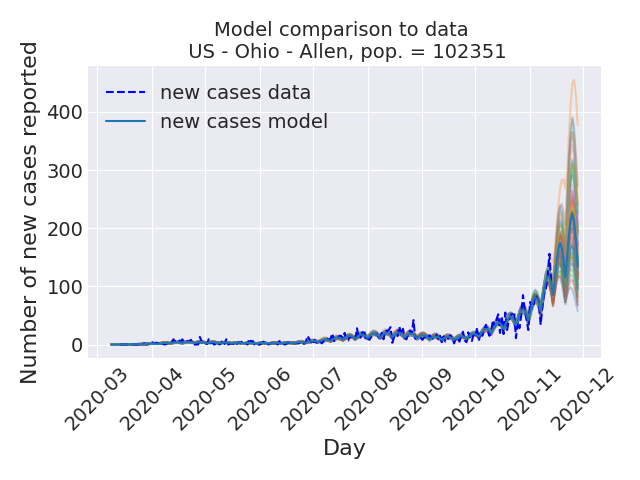 Model comparison to data
US - Ohio - Allen, pop. = 102351
Number of new cases reported
400
300
200
100
0
new cases data
new cases model
2020-03
2020-04
2020-05
2020-06
2020-07
2020-08
2020-09
2020-10
2020-11
2020-12
Day